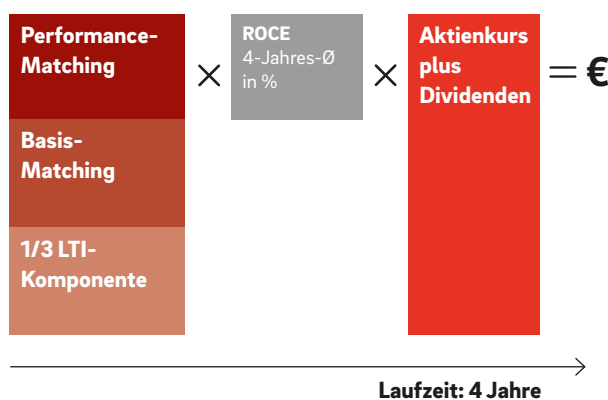 Performance-
Matching
×
ROCE
4-Jahres-Ø
in %
×
Aktienkurs
plus
Dividenden
= €
Basis-
Matching
1/3 LTI-
Komponente
Laufzeit: 4 Jahre